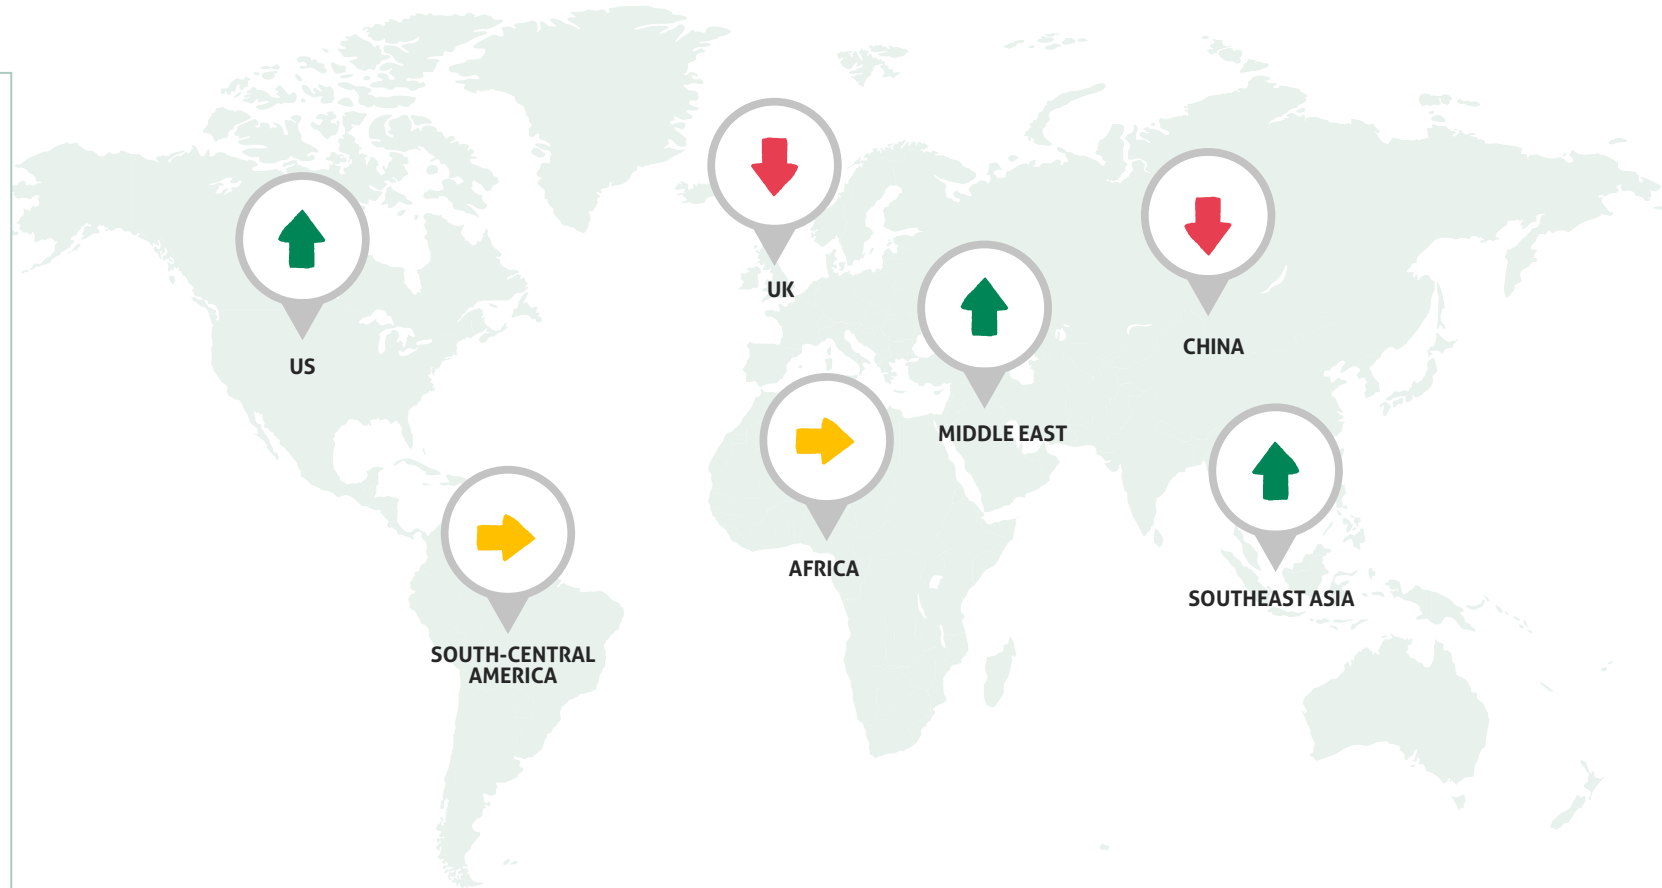 UK
CHINA
US
MIDDLE EAST
AFRICA
SOUTHEAST ASIA
SOUTH-CENTRAL
AMERICA